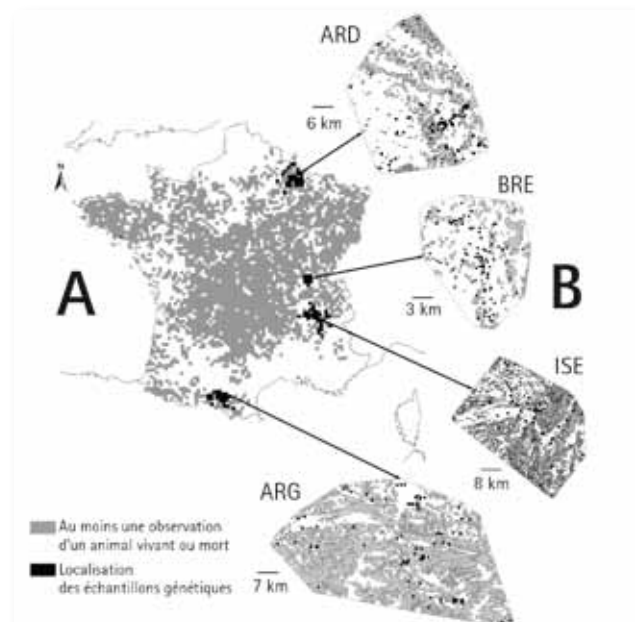 ARD
6 km
BRE
N
A
B
3 km
ISE
8 km
ARG
Au moins une observation
d'un animal vivant ou mort
Localisation
des échantillons génétiques
7 km